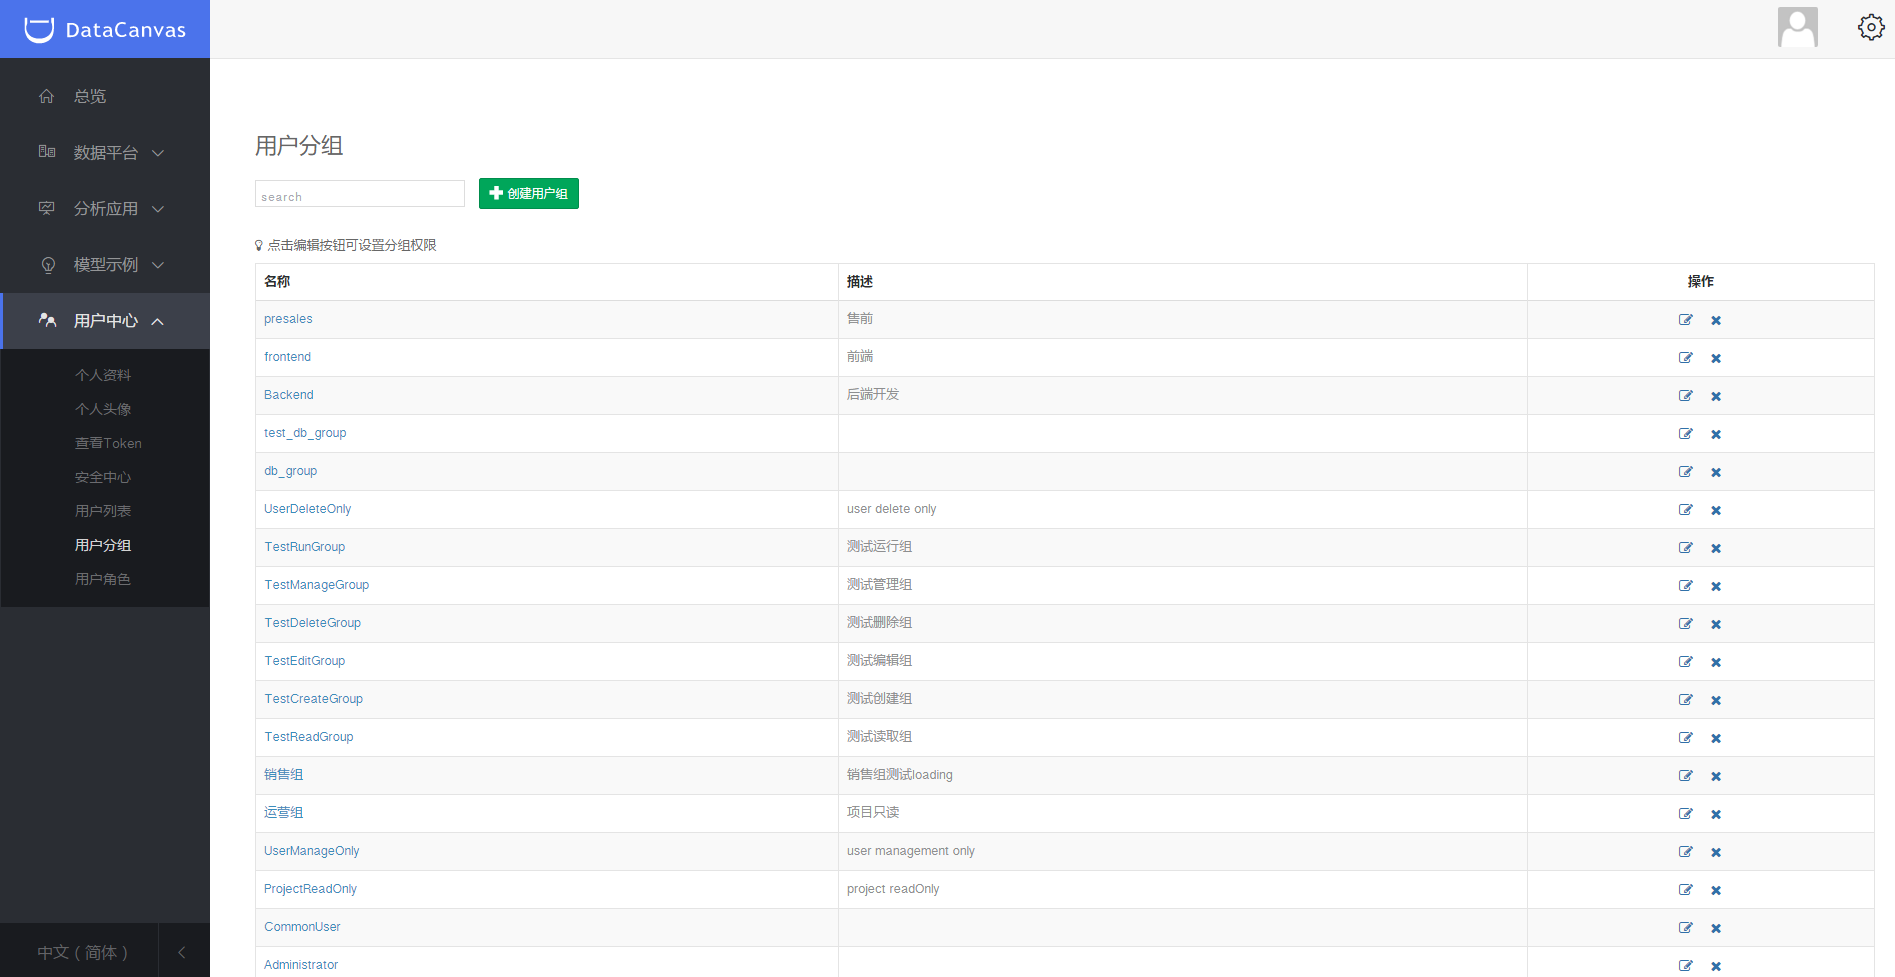 DataCanvas
总览
数据平台
分析应用
模型示例
用户中心
个人资料
个人头像
查看Token
安全中心
用户列表
用户分组
用户角色
中文（简体）
用户分组
search
创建用户组
点击编辑按钮可设置分组权限
名称 描述 操作
presales 售前
frontend 前端
Backend 后端开发
test_db_group
db_group
UserDeleteOnly user delete only
TestRunGroup 测试运行组
TestManageGroup 测试管理组
TestDeleteGroup 测试删除组
TestEditGroup 测试编辑组
TestCreateGroup 测试创建组
TestReadGroup 测试读取组
销售组 销售组测试loading
运营组 项目只读
UserManageOnly user management only
ProjectReadOnly project readOnly
CommonUser
Administrator